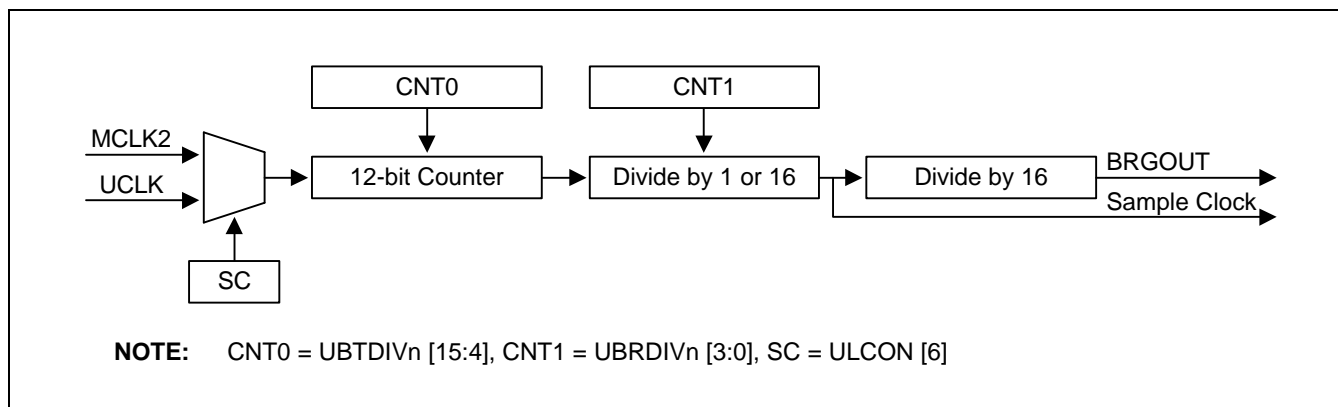 CNT0
CNT1
MCLK2
UCLK
12-bit Counter
Divide by 1 or 16
Divide by 16
BRGOUT
Sample Clock
SC
NOTE: CNT0 = UBTDIVn [15:4], CNT1 = UBRDIVn [3:0], SC = ULCON [6]